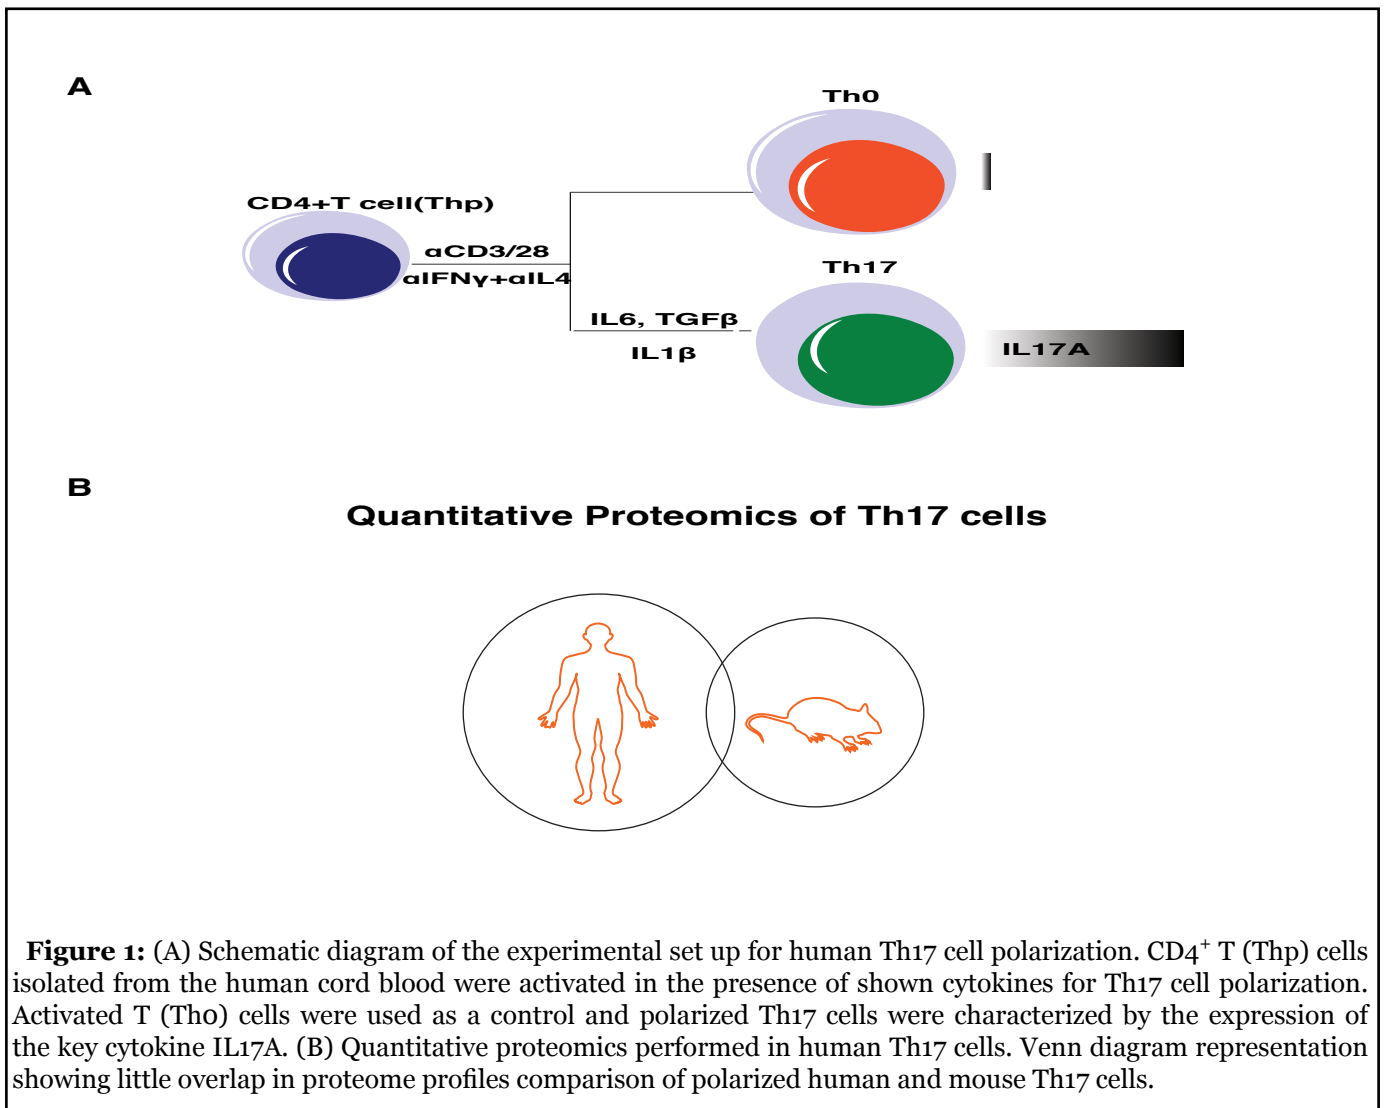 A
Th0
CD4+T cell(Thp)
αCD3/28
αIFNγ+αIL4
Th17
IL6, TGFβ
IL1β
IL17A
B
Quantitative Proteomics of Th17 cells
Figure 1: (A) Schematic diagram of the experimental set up for human Th17 cell polarization. CD4⁺ T (Thp) cells
isolated from the human cord blood were activated in the presence of shown cytokines for Th17 cell polarization.
Activated T (Th0) cells were used as a control and polarized Th17 cells were characterized by the expression of
the key cytokine IL17A. (B) Quantitative proteomics performed in human Th17 cells. Venn diagram representation
showing little overlap in proteome profiles comparison of polarized human and mouse Th17 cells.